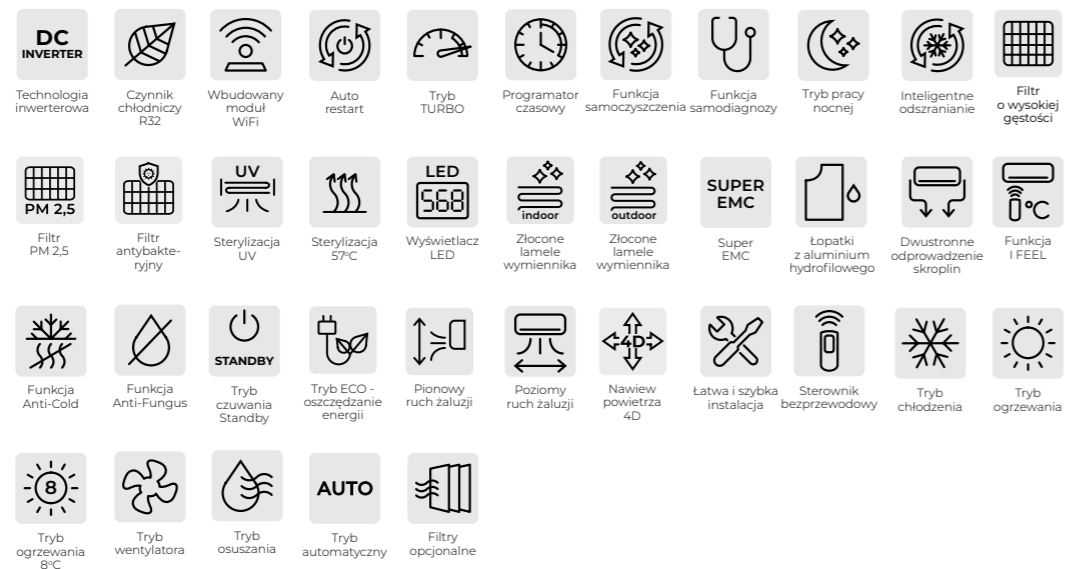 DC
INVERTER
Technologia
inwerterowa
Czynnik
chłodniczy
R32
Wbudowany
moduł
WiFi
Auto
restart
Tryb
TURBO
Programator
czasowy
Funkcja
samoczyszczenia
Funkcja
samodiagnozy
Tryb pracy
nocnej
Inteligentne
odszranianie
Filtr
o wysokiej
gęstości
PM 2,5
Filtr
PM 2,5
Filtr
antybakte-
ryjny
UV
Sterylizacja
UV
Sterylizacja
57°C
LED
568
Wyświetlacz
LED
indoor
Złocone
lamele
wymiennika
outdoor
Złocone
lamele
wymiennika
SUPER
EMC
Super
EMC
Łopatki
z aluminium
hydrofilowego
Dwustronne
odprowadzenie
skroplin
°C
Funkcja
I FEEL
Funkcja
Anti-Cold
Funkcja
Anti-Fungus
STANDBY
Tryb
czuwania
Standby
Tryb ECO -
oszczędzanie
energii
Pionowy
ruch żaluzji
Poziomy
ruch żaluzji
4D
Nawiew
powietrza
4D
Łatwa i szybka
instalacja
Sterownik
bezprzewodowy
Tryb
chłodzenia
Tryb
ogrzewania
8
Tryb
ogrzewania
8°C
Tryb
wentylatora
Tryb
osuszania
AUTO
Tryb
automatyczny
Filtry
opcjonalne